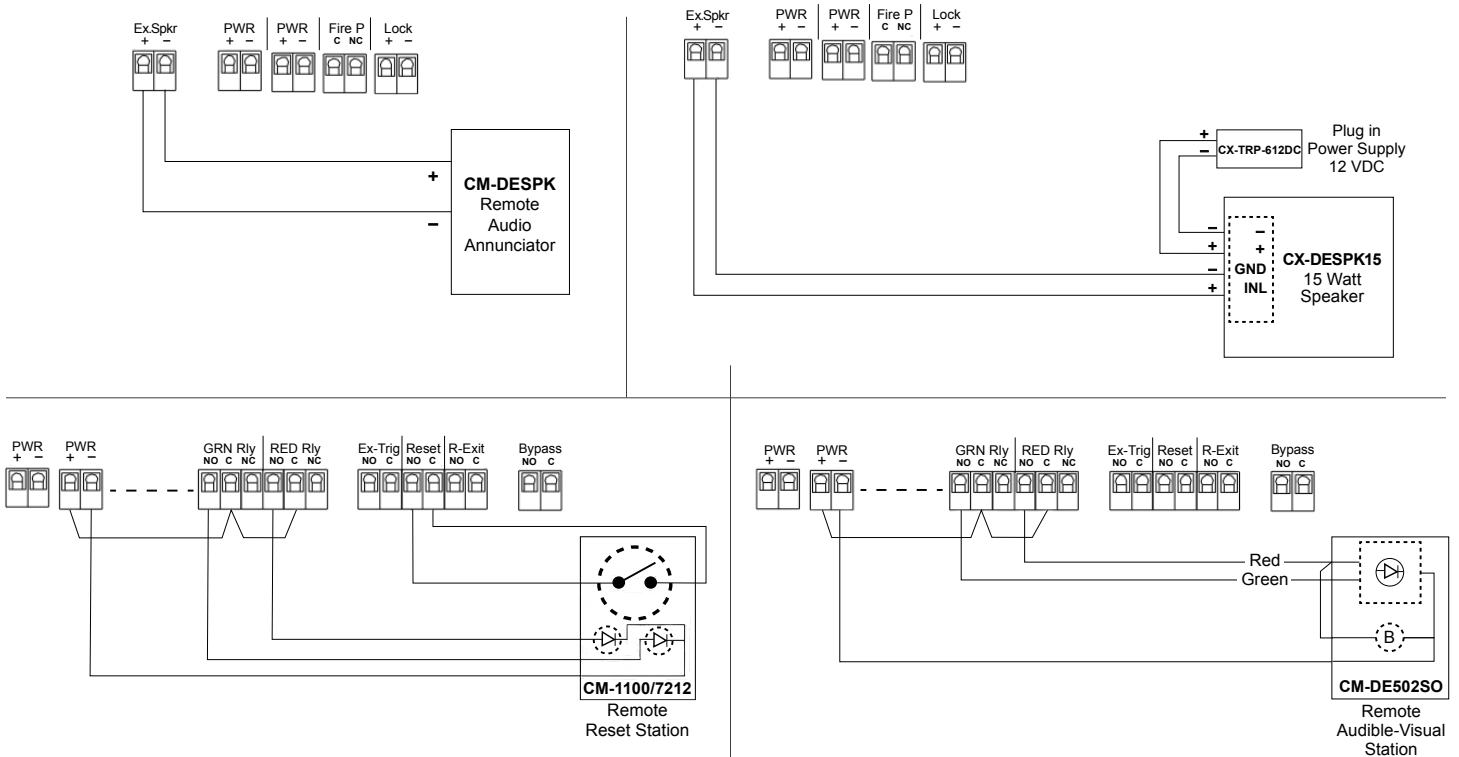 Ex.Spkr PWR PWR Fire P Lock
+ − + − + − C NC + −
+
−
CM-DESPK
Remote
Audio
Annunciator
Ex.Spkr PWR PWR Fire P Lock
+ − + − + − C NC + −
+
−
CX-TRP-612DC
Plug in
Power Supply
12 VDC
− −
+ +
− GND
+ INL
CX-DESPK15
15 Watt
Speaker
PWR PWR GRN Rly RED Rly Ex-Trig Reset R-Exit Bypass
+ − + − NO C NC NO C NC NO C NO C NO C NO C
CM-1100/7212
Remote
Reset Station
PWR PWR GRN Rly RED Rly Ex-Trig Reset R-Exit Bypass
+ − + − NO C NC NO C NC NO C NO C NO C NO C
Red
Green
B
CM-DE502SO
Remote
Audible-Visual
Station